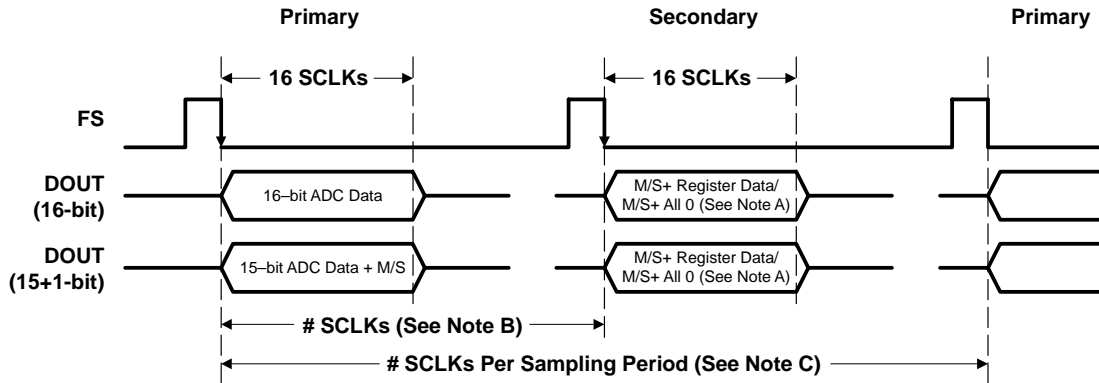 Primary
Secondary
Primary
16 SCLKs
16 SCLKs
FS
DOUT
(16-bit)
16–bit ADC Data
M/S+ Register Data/
M/S+ All 0 (See Note A)
DOUT
(15+1-bit)
15–bit ADC Data + M/S
M/S+ Register Data/
M/S+ All 0 (See Note A)
# SCLKs (See Note B)
# SCLKs Per Sampling Period (See Note C)